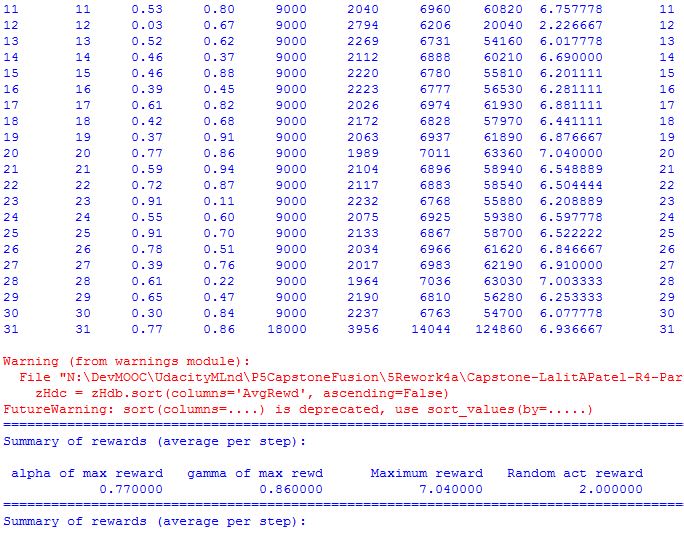 11 11 0.53 0.80 9000 2040 6960 60820 6.757778 11
12 12 0.03 0.67 9000 2794 6206 20040 2.226667 12
13 13 0.52 0.62 9000 2269 6731 54160 6.017778 13
14 14 0.46 0.37 9000 2112 6888 60210 6.690000 14
15 15 0.46 0.88 9000 2220 6780 55810 6.201111 15
16 16 0.39 0.45 9000 2223 6777 56530 6.281111 16
17 17 0.61 0.82 9000 2026 6974 61930 6.881111 17
18 18 0.42 0.68 9000 2172 6828 57970 6.441111 18
19 19 0.37 0.91 9000 2063 6937 61890 6.876667 19
20 20 0.77 0.86 9000 1989 7011 63360 7.040000 20
21 21 0.59 0.94 9000 2104 6896 58940 6.548889 21
22 22 0.72 0.87 9000 2117 6883 58540 6.504444 22
23 23 0.91 0.11 9000 2232 6768 55880 6.208889 23
24 24 0.55 0.60 9000 2075 6925 59380 6.597778 24
25 25 0.91 0.70 9000 2133 6867 58700 6.522222 25
26 26 0.78 0.51 9000 2034 6966 61620 6.846667 26
27 27 0.39 0.76 9000 2017 6983 62190 6.910000 27
28 28 0.61 0.22 9000 1964 7036 63030 7.003333 28
29 29 0.65 0.47 9000 2190 6810 56280 6.253333 29
30 30 0.30 0.84 9000 2237 6763 54700 6.077778 30
31 31 0.77 0.86 18000 3956 14044 124860 6.936667 31
Warning (from warnings module):
File "N:\DevMOOC\UdacityMLnd\P5CapstoneFusion\5Rework4a\Capstone-LalitAPatel-R4-Par
zHdc = zHdb.sort(columns='AvgRewd', ascending=False)
FutureWarning: sort(columns=....) is deprecated, use sort_values(by=.....)
=====================================================================================
Summary of rewards (average per step):
alpha of max reward gamma of max rewd Maximum reward Random act reward
0.770000 0.860000 7.040000 2.000000
=====================================================================================
Summary of rewards (average per step):